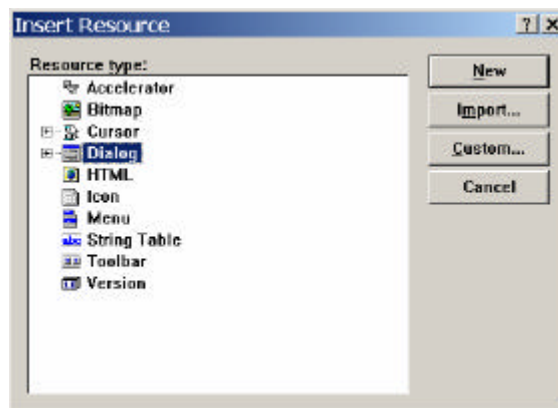 Insert Resource
Resource type:
Accelerator
Bitmap
Cursor
Dialog
HTML
Icon
Menu
abc String Table
Toolbar
Version
New
Import...
Custom...
Cancel